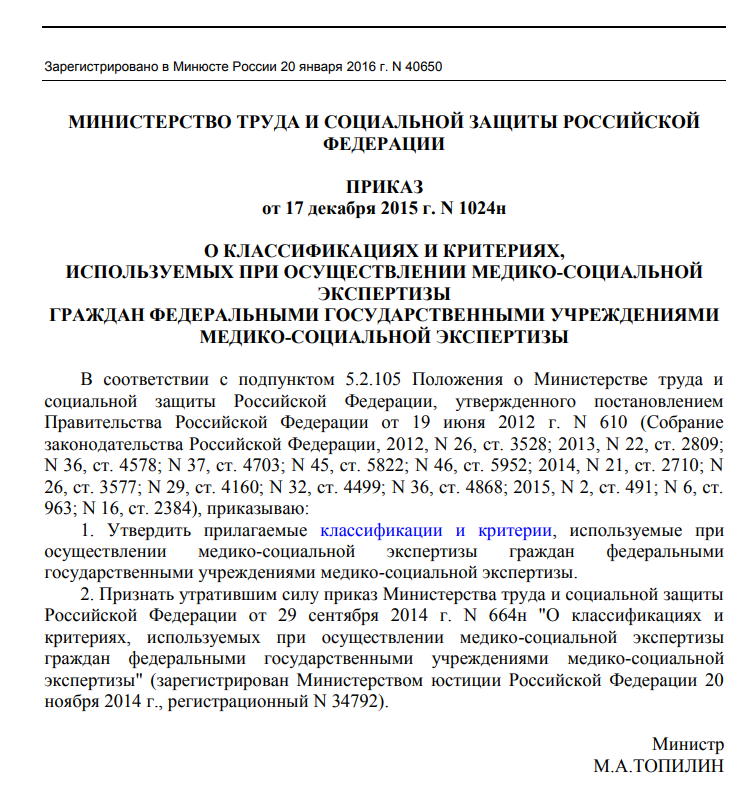 Зарегистрировано в Минюсте России 20 января 2016 г. N 40650
МИНИСТЕРСТВО ТРУДА И СОЦИАЛЬНОЙ ЗАЩИТЫ РОССИЙСКОЙ
ФЕДЕРАЦИИ
ПРИКАЗ
от 17 декабря 2015 г. N 1024н
О КЛАССИФИКАЦИЯХ И КРИТЕРИЯХ,
ИСПОЛЬЗУЕМЫХ ПРИ ОСУЩЕСТВЛЕНИИ МЕДИКО-СОЦИАЛЬНОЙ
ЭКСПЕРТИЗЫ
ГРАЖДАН ФЕДЕРАЛЬНЫМИ ГОСУДАРСТВЕННЫМИ УЧРЕЖДЕНИЯМИ
МЕДИКО-СОЦИАЛЬНОЙ ЭКСПЕРТИЗЫ
В соответствии с подпунктом 5.2.105 Положения о Министерстве труда и
социальной защиты Российской Федерации, утвержденного постановлением
Правительства Российской Федерации от 19 июня 2012 г. N 610 (Собрание
законодательства Российской Федерации, 2012, N 26, ст. 3528; 2013, N 22, ст. 2809;
N 36, ст. 4578; N 37, ст. 4703; N 45, ст. 5822; N 46, ст. 5952; 2014, N 21, ст. 2710; N
26, ст. 3577; N 29, ст. 4160; N 32, ст. 4499; N 36, ст. 4868; 2015, N 2, ст. 491; N 6, ст.
963; N 16, ст. 2384), приказываю:
1. Утвердить прилагаемые классификации и критерии, используемые при
осуществлении медико-социальной экспертизы граждан федеральными
государственными учреждениями медико-социальной экспертизы.
2. Признать утратившим силу приказ Министерства труда и социальной защиты
Российской Федерации от 29 сентября 2014 г. N 664н "О классификациях и
критериях, используемых при осуществлении медико-социальной экспертизы
граждан федеральными государственными учреждениями медико-социальной
экспертизы" (зарегистрирован Министерством юстиции Российской Федерации 20
ноября 2014 г., регистрационный N 34792).
Министр
М.А.ТОПИЛИН